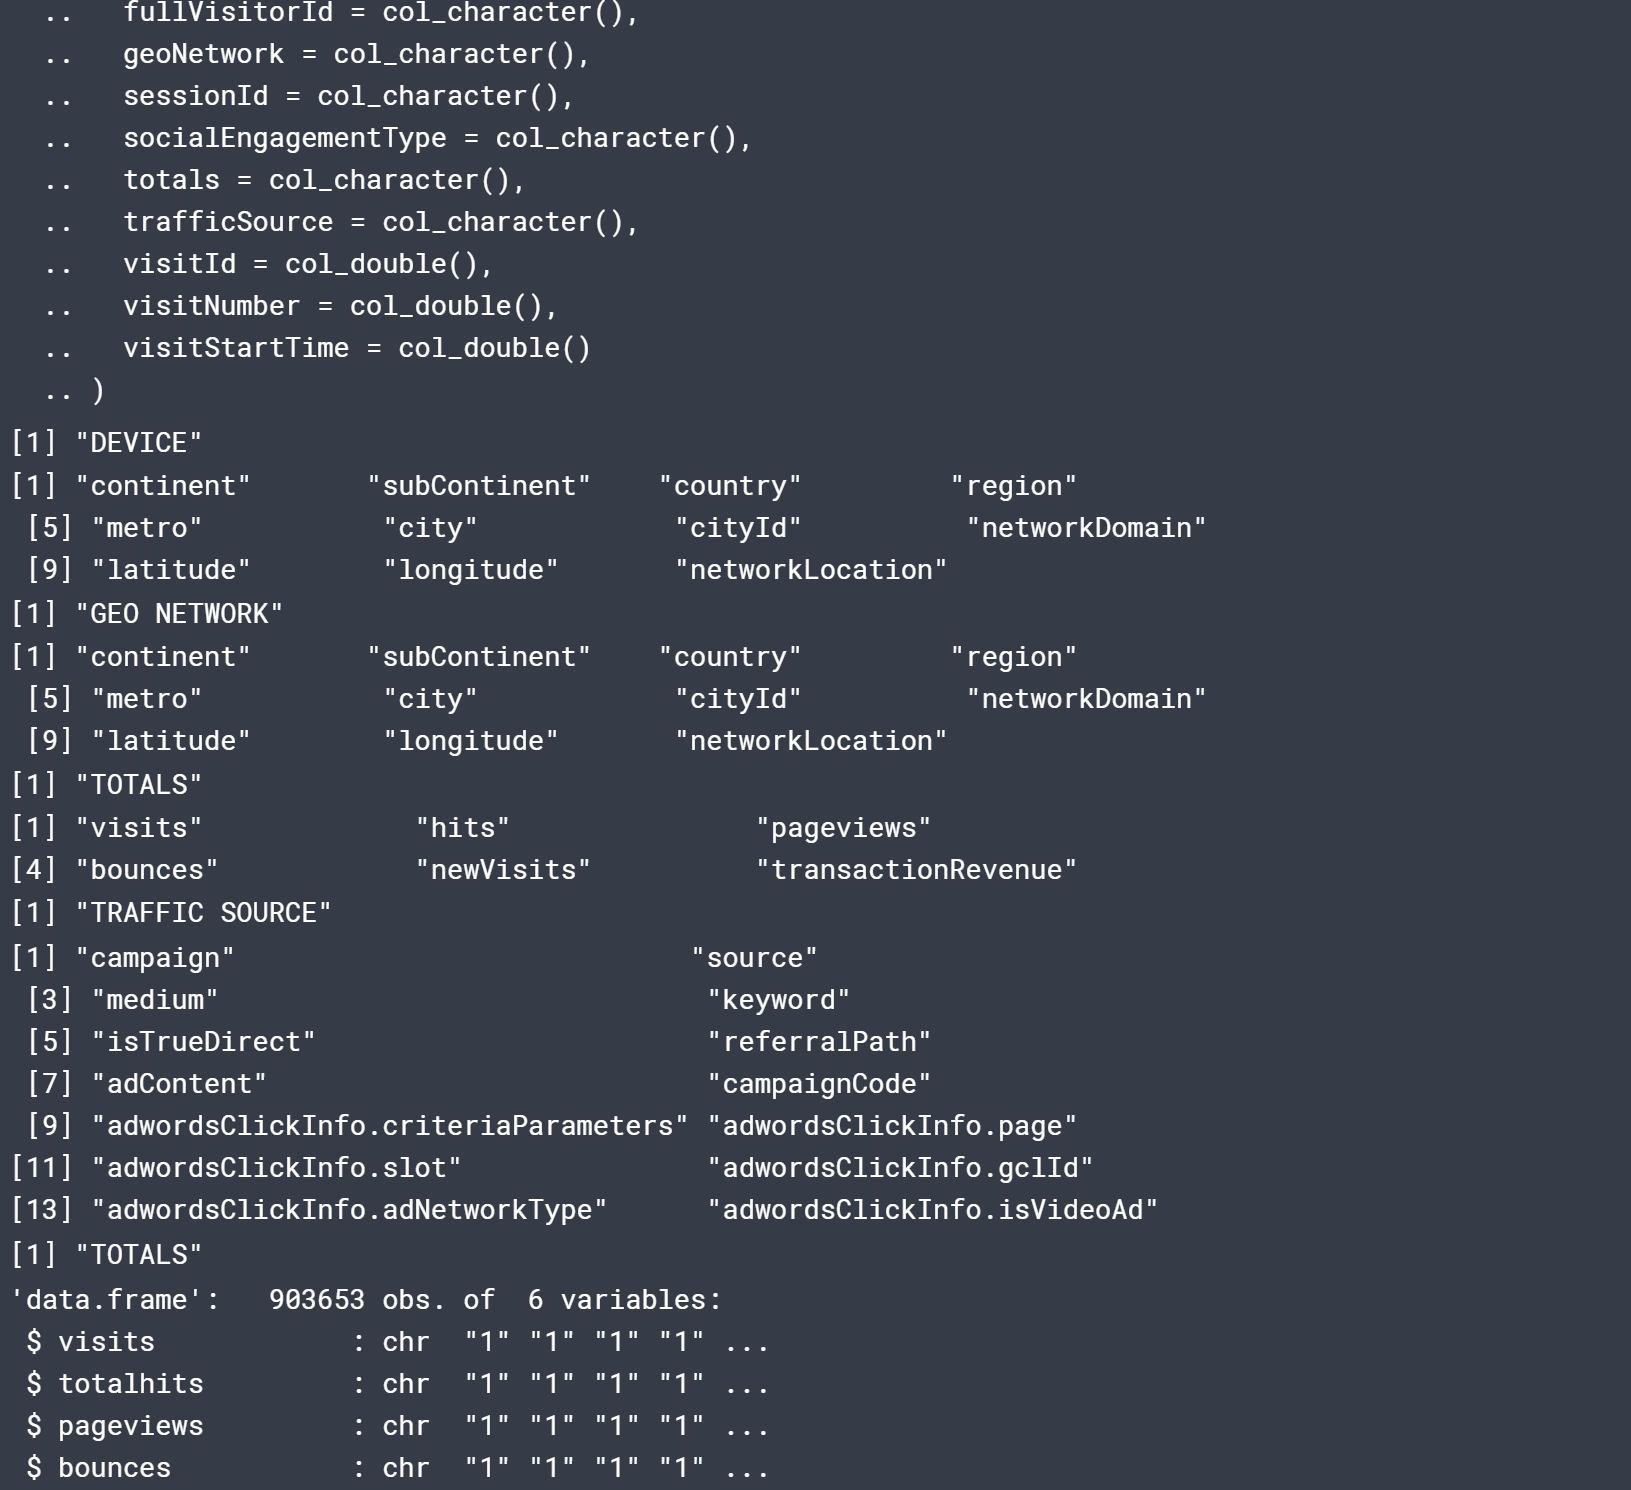 ..   fullVisitorId = col_character(),
..   geoNetwork = col_character(),
..   sessionId = col_character(),
..   socialEngagementType = col_character(),
..   totals = col_character(),
..   trafficSource = col_character(),
..   visitId = col_double(),
..   visitNumber = col_double(),
..   visitStartTime = col_double()
.. )
[1] "DEVICE"
[1] "continent"       "subContinent"    "country"         "region"
[5] "metro"           "city"            "cityId"          "networkDomain"
[9] "latitude"        "longitude"       "networkLocation"
[1] "GEO NETWORK"
[1] "continent"       "subContinent"    "country"         "region"
[5] "metro"           "city"            "cityId"          "networkDomain"
[9] "latitude"        "longitude"       "networkLocation"
[1] "TOTALS"
[1] "visits"             "hits"               "pageviews"
[4] "bounces"            "newVisits"          "transactionRevenue"
[1] "TRAFFIC SOURCE"
[1] "campaign"                            "source"
[3] "medium"                              "keyword"
[5] "isTrueDirect"                        "referralPath"
[7] "adContent"                           "campaignCode"
[9] "adwordsClickInfo.criteriaParameters" "adwordsClickInfo.page"
[11] "adwordsClickInfo.slot"               "adwordsClickInfo.gclId"
[13] "adwordsClickInfo.adNetworkType"      "adwordsClickInfo.isVideoAd"
[1] "TOTALS"
'data.frame':   903653 obs. of  6 variables:
$ visits            : chr  "1" "1" "1" "1" ...
$ totalhits         : chr  "1" "1" "1" "1" ...
$ pageviews         : chr  "1" "1" "1" "1" ...
$ bounces           : chr  "1" "1" "1" "1" ...